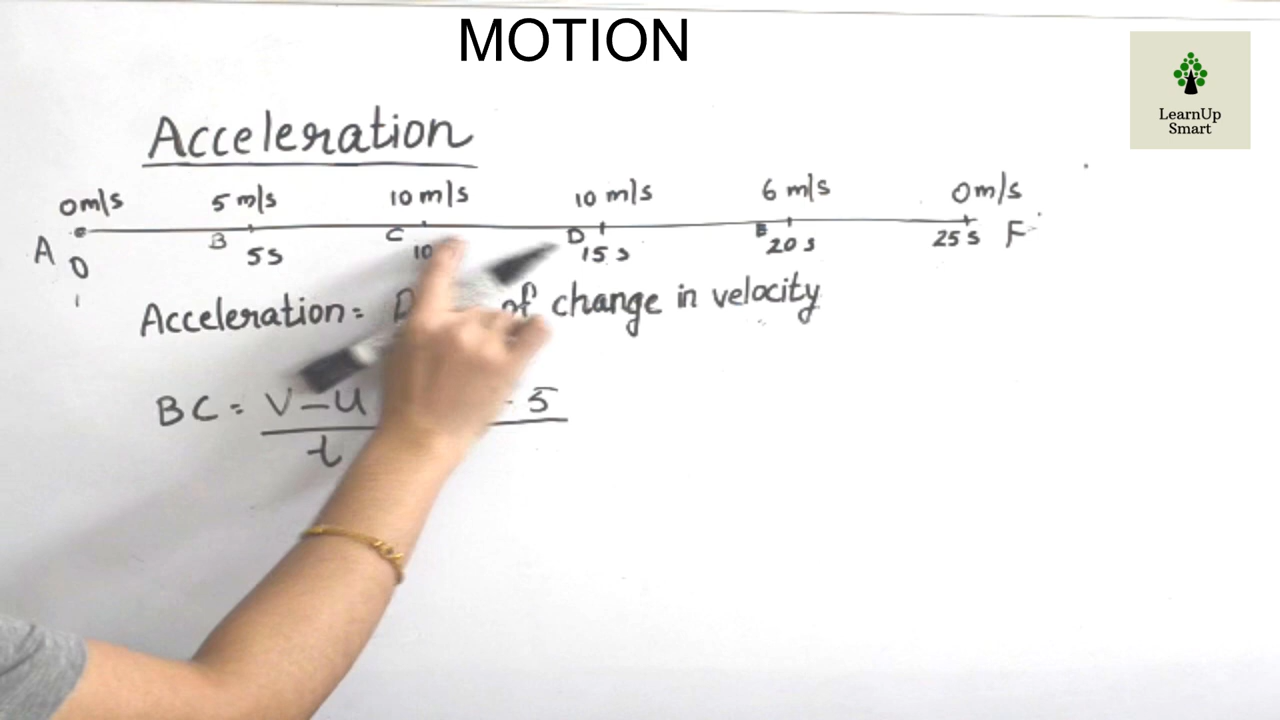 MOTION
LearnUp
Smart
Acceleration
0m/s 5 m/s 10 m/s 10 m/s 6 m/s 0m/s
A B C D E F
0 5s 10 15 s 20 s 25 s
Acceleration = of change in velocity
BC = V-U - 5
t